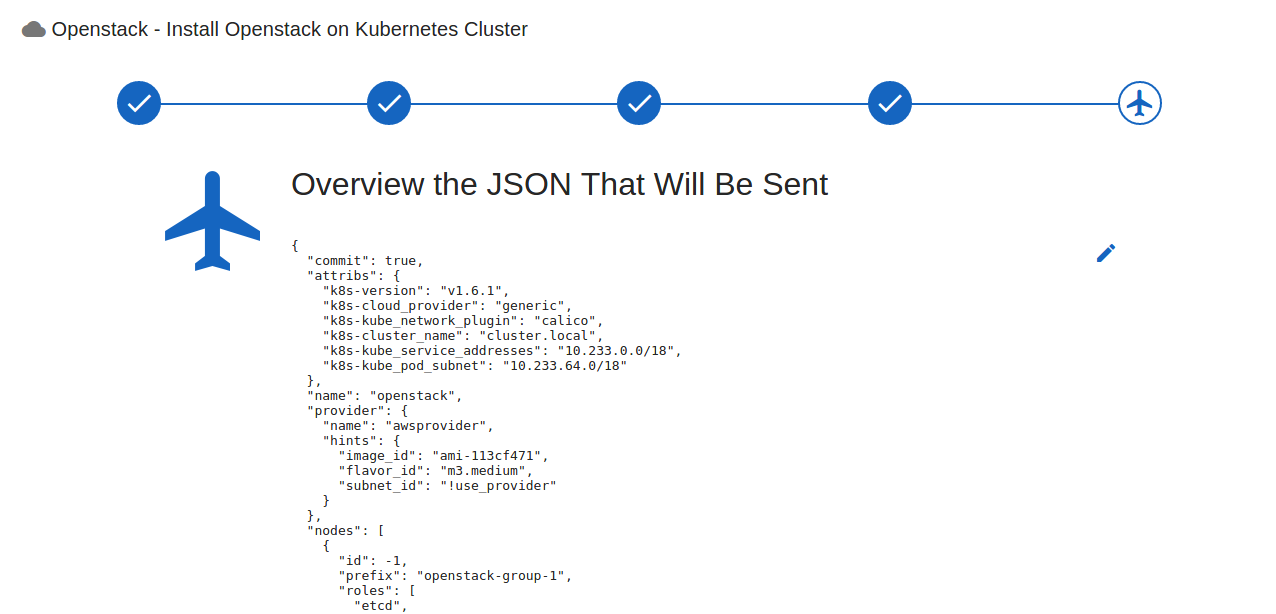 Openstack - Install Openstack on Kubernetes Cluster
Overview the JSON That Will Be Sent
{
  "commit": true,
  "attribs": {
    "k8s-version": "v1.6.1",
    "k8s-cloud_provider": "generic",
    "k8s-kube_network_plugin": "calico",
    "k8s-cluster_name": "cluster.local",
    "k8s-kube_service_addresses": "10.233.0.0/18",
    "k8s-kube_pod_subnet": "10.233.64.0/18"
  },
  "name": "openstack",
  "provider": {
    "name": "awsprovider",
    "hints": {
      "image_id": "ami-113cf471",
      "flavor_id": "m3.medium",
      "subnet_id": "!use_provider"
    }
  },
  "nodes": [
    {
      "id": -1,
      "prefix": "openstack-group-1",
      "roles": [
        "etcd",